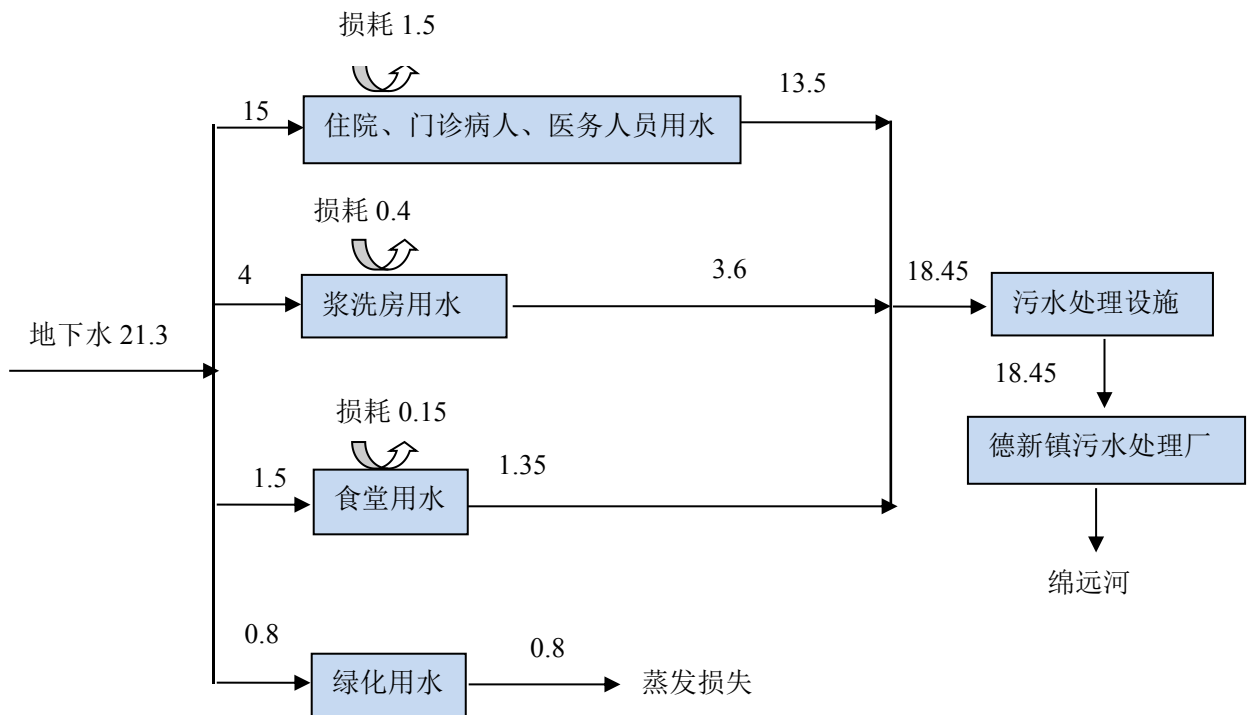 损耗 1.5
15
住院、门诊病人、医务人员用水
13.5
损耗 0.4
4
浆洗房用水
3.6
18.45
污水处理设施
地下水 21.3
18.45
损耗 0.15
1.5
食堂用水
1.35
德新镇污水处理厂
绵远河
0.8
绿化用水
0.8
蒸发损失